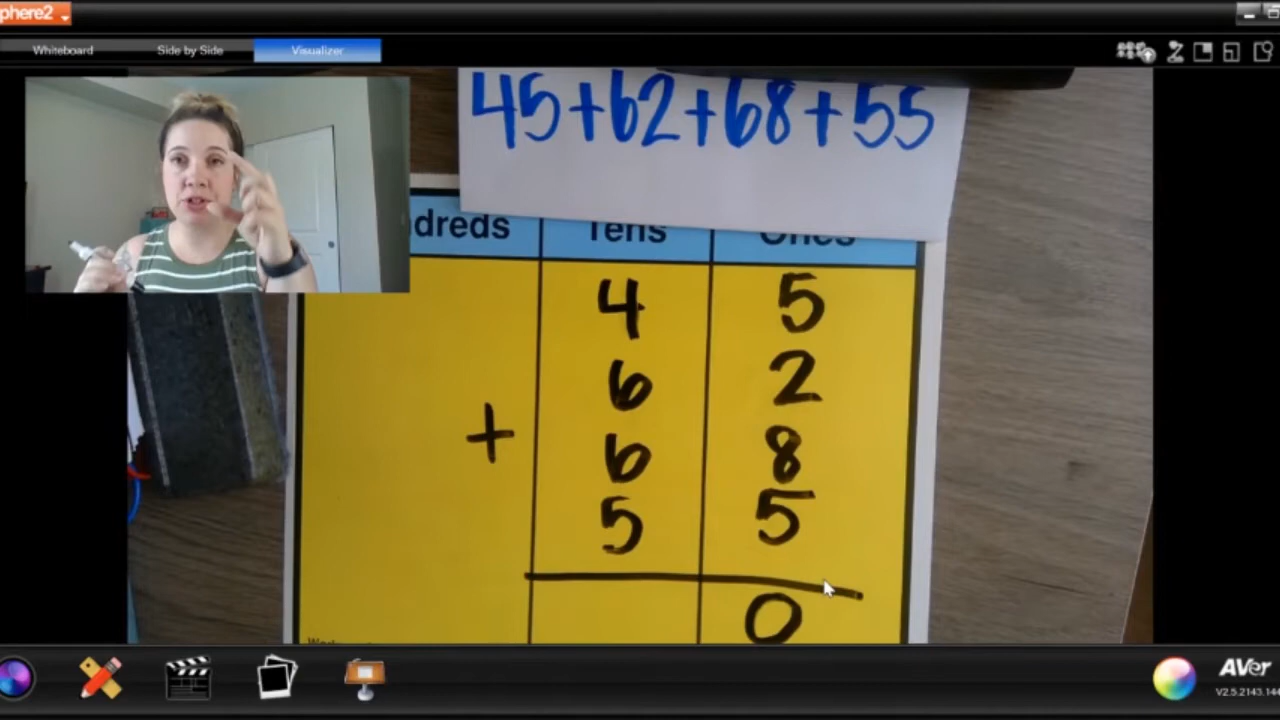 phere2
Whiteboard Side by Side Visualizer
45+62+68+55
dreds Tens Ones
4 5
6 2
+ 6 8
5 5
0
AVer
V2.5.2143.144